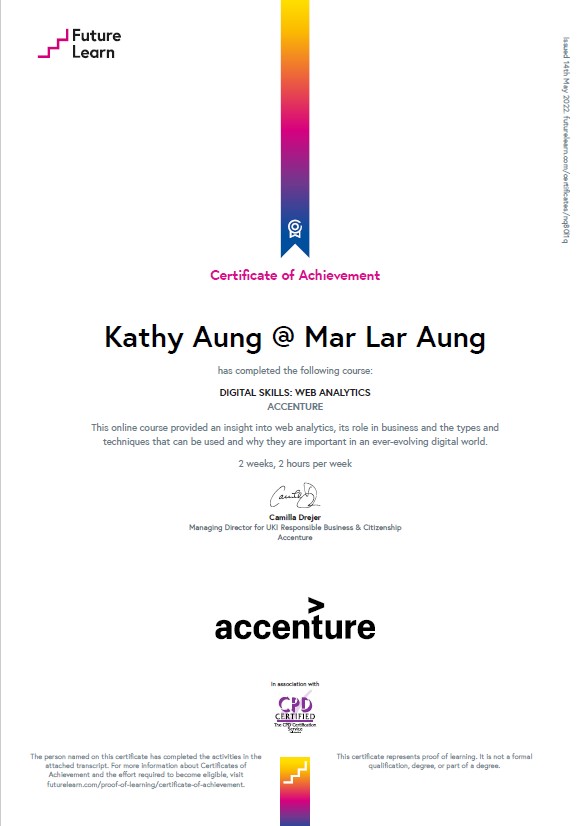 Future
Learn
Issued 14th May 2022. futurelearn.com/certificates/
Certificate of Achievement
Kathy Aung @ Mar Lar Aung
has completed the following course:
DIGITAL SKILLS: WEB ANALYTICS
ACCENTURE
This online course provided an insight into web analytics, its role in business and the types and
techniques that can be used and why they are important in an ever-evolving digital world.
2 weeks, 2 hours per week
Camilla Drejer
Managing Director for UKI Responsible Business & Citizenship
Accenture
accenture
In association with
CPD
CERTIFIED
The CPD Certification
Service
The person named on this certificate has completed the activities in the
attached transcript. For more information about Certificates of
Achievement and the effort required to become eligible, visit
futurelearn.com/proof-of-learning/certificate-of-achievement.
This certificate represents proof of learning. It is not a formal
qualification, degree, or part of a degree.